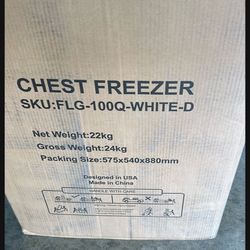 CHEST FREEZER
SKU:FLG-100Q-WHITE-D
Net Weight:22kg
Gross Weight:24kg
Packing Size:575x540x880mm
Designed in USA
Made in China
HANDLE WITH CARE